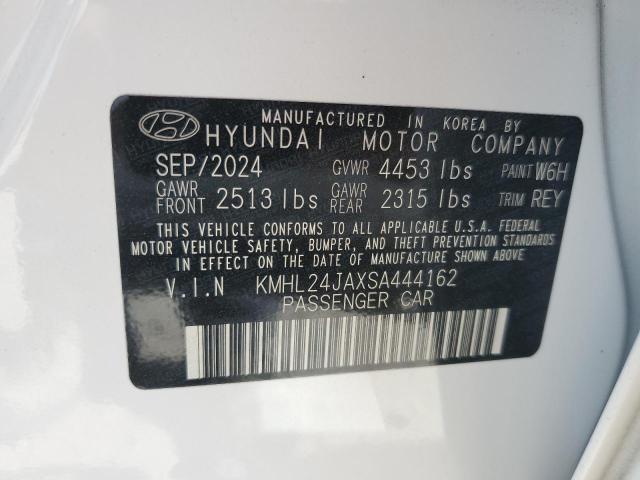 MANUFACTURED IN KOREA BY
HYUNDAI MOTOR COMPANY
SEP/2024 GVWR 4453 lbs PAINT W6H
GAWR FRONT 2513 lbs GAWR REAR 2315 lbs TRIM REY
THIS VEHICLE CONFORMS TO ALL APPLICABLE U.S.A. FEDERAL
MOTOR VEHICLE SAFETY, BUMPER, AND THEFT PREVENTION STANDARDS
IN EFFECT ON THE DATE OF MANUFACTURE SHOWN ABOVE
V.I.N KMHL24JAXSA444162
PASSENGER CAR